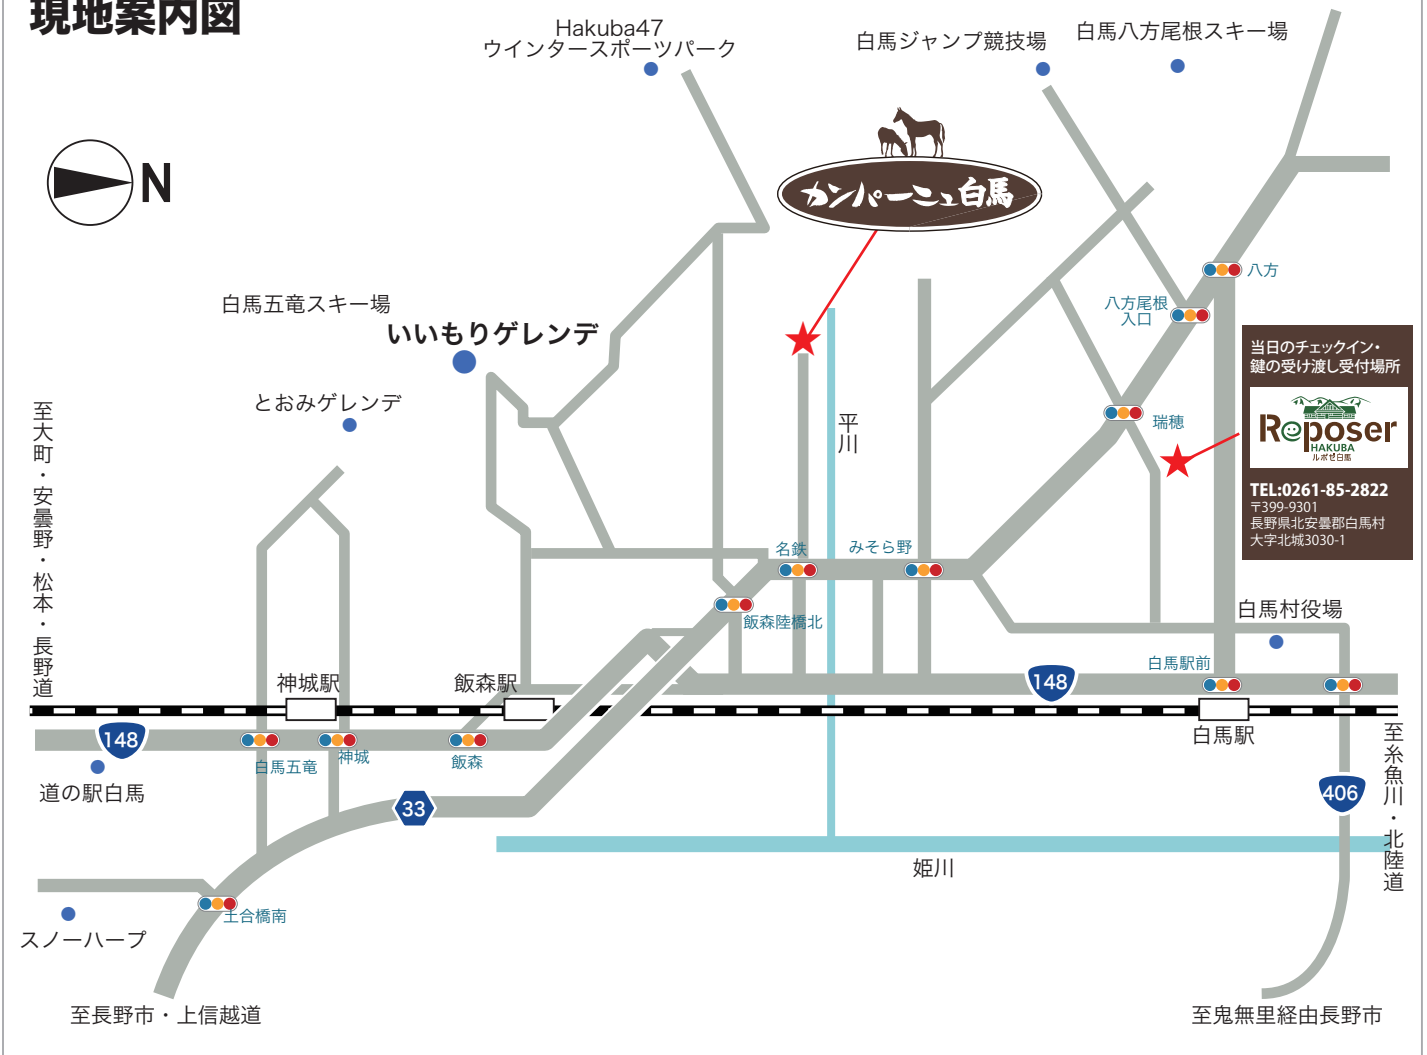 現地案内図
Hakuba47
ウインタースポーツパーク
白馬ジャンプ競技場
白馬八方尾根スキー場
N
カンパーニュ白馬
八方
八方尾根
入口
白馬五竜スキー場
いいもりゲレンデ
とおみゲレンデ
当日のチェックイン・
鍵の受け渡し受付場所
Reposer
HAKUBA
ルポゼ白馬
TEL:0261-85-2822
〒399-9301
長野県北安曇郡白馬村
大字北城3030-1
至大町・安曇野・松本・長野道
平川
瑞穂
名鉄
みそら野
飯森陸橋北
白馬村役場
白馬駅前
神城駅
飯森駅
148
148
白馬駅
白馬五竜
神城
飯森
道の駅白馬
33
406
至糸魚川・北陸道
姫川
土合橋南
スノーハープ
至長野市・上信越道
至鬼無里経由長野市